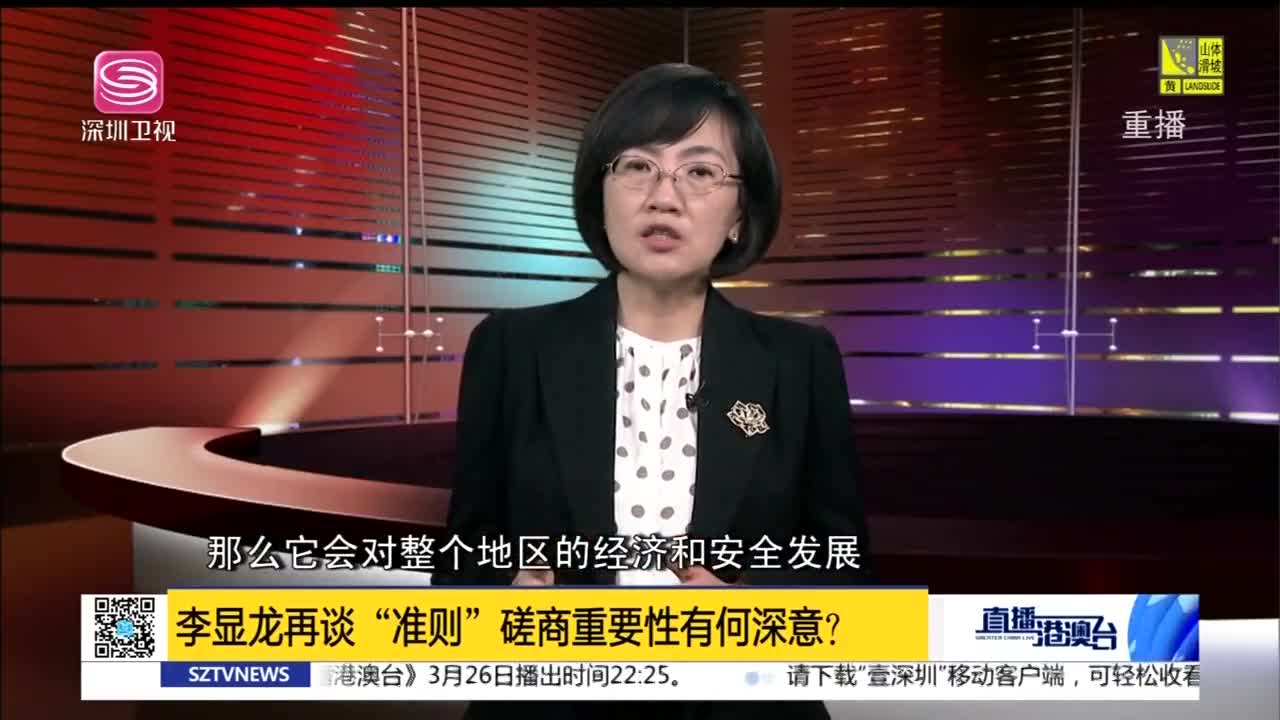 深圳卫视
山体
滑坡
黄 LANDSLIDE
重播
那么它会对整个地区的经济和安全发展
李显龙再谈“准则”磋商重要性有何深意?
直播
港澳台
GREATER CHINA LIVE
SZTVNEWS 港澳台》3月26日播出时间22:25。 请下载“壹深圳”移动客户端，可轻松收看